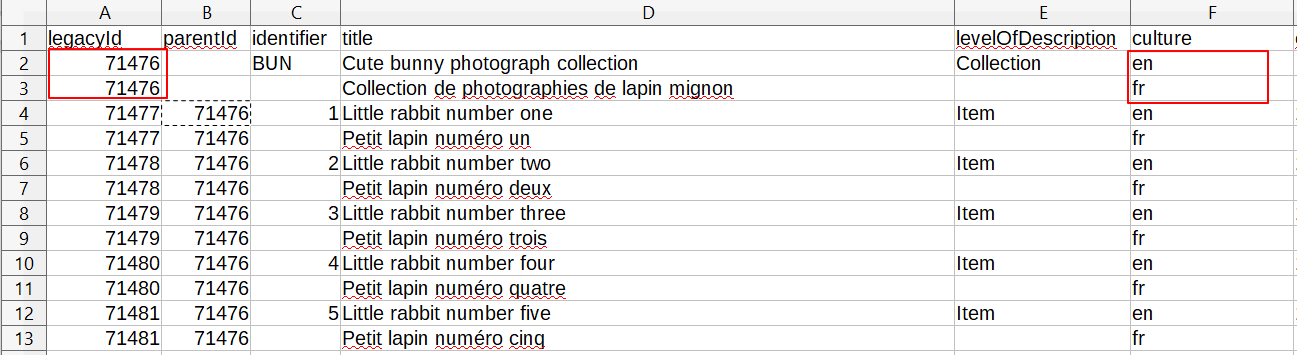 A B C D E F
1 legacyId parentId identifier title levelOfDescription culture
2 71476 BUN Cute bunny photograph collection Collection en
3 71476 Collection de photographies de lapin mignon fr
4 71477 71476 1 Little rabbit number one Item en
5 71477 71476 Petit lapin numéro un fr
6 71478 71476 2 Little rabbit number two Item en
7 71478 71476 Petit lapin numéro deux fr
8 71479 71476 3 Little rabbit number three Item en
9 71479 71476 Petit lapin numéro trois fr
10 71480 71476 4 Little rabbit number four Item en
11 71480 71476 Petit lapin numéro quatre fr
12 71481 71476 5 Little rabbit number five Item en
13 71481 71476 Petit lapin numéro cinq fr